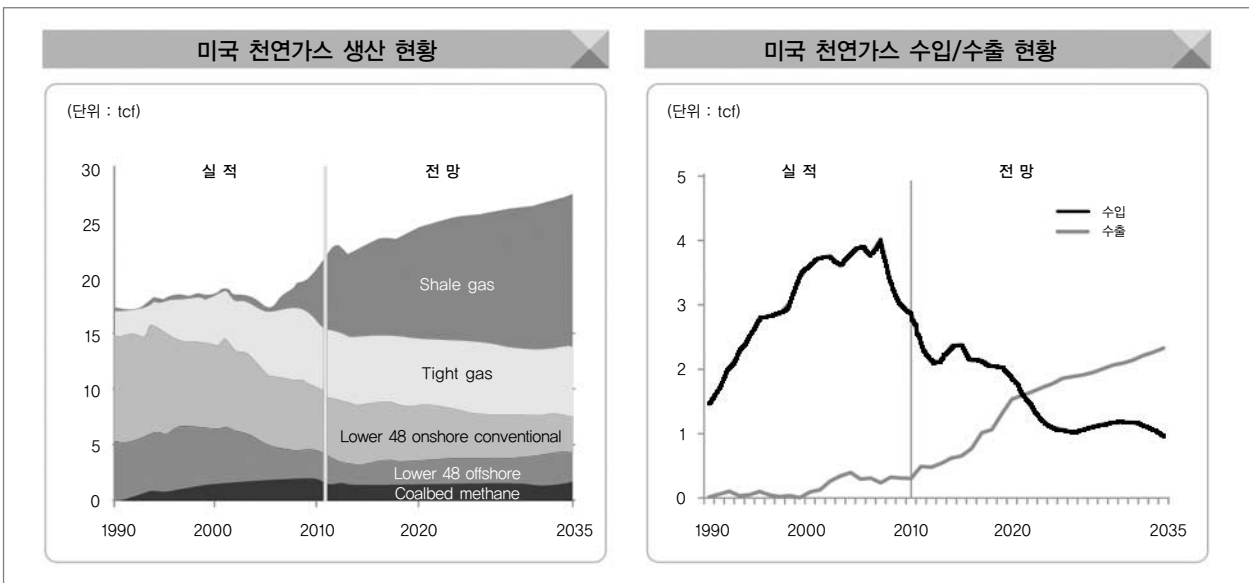 미국 천연가스 생산 현황
(단위 : tcf)
실 적
전 망
30
25
20
15
10
5
0
Shale gas
Tight gas
Lower 48 onshore conventional
Lower 48 offshore
Coalbed methane
1990 2000 2010 2020 2035
미국 천연가스 수입/수출 현황
(단위 : tcf)
실 적
전 망
수입
수출
5
4
3
2
1
0
1990 2000 2010 2020 2035